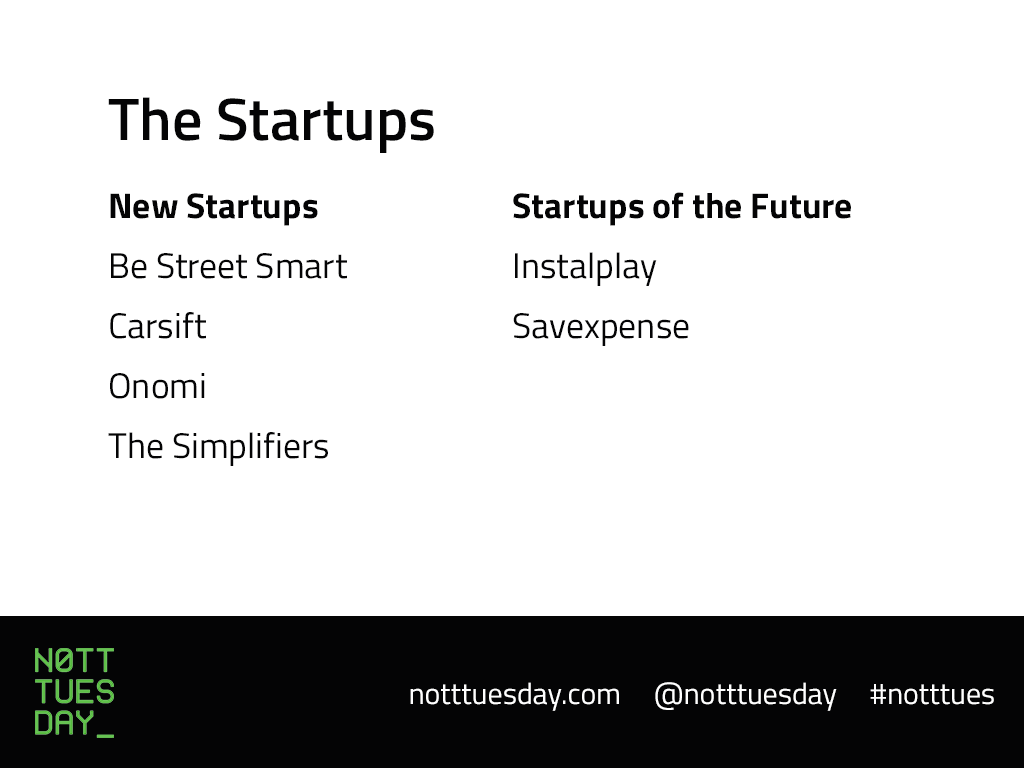 The Startups
New Startups
Be Street Smart
Carsift
Onomi
The Simplifiers
Startups of the Future
Instalplay
Savexpense
NØTT
TUES
DAY_
notttuesday.com @notttuesday #notttues